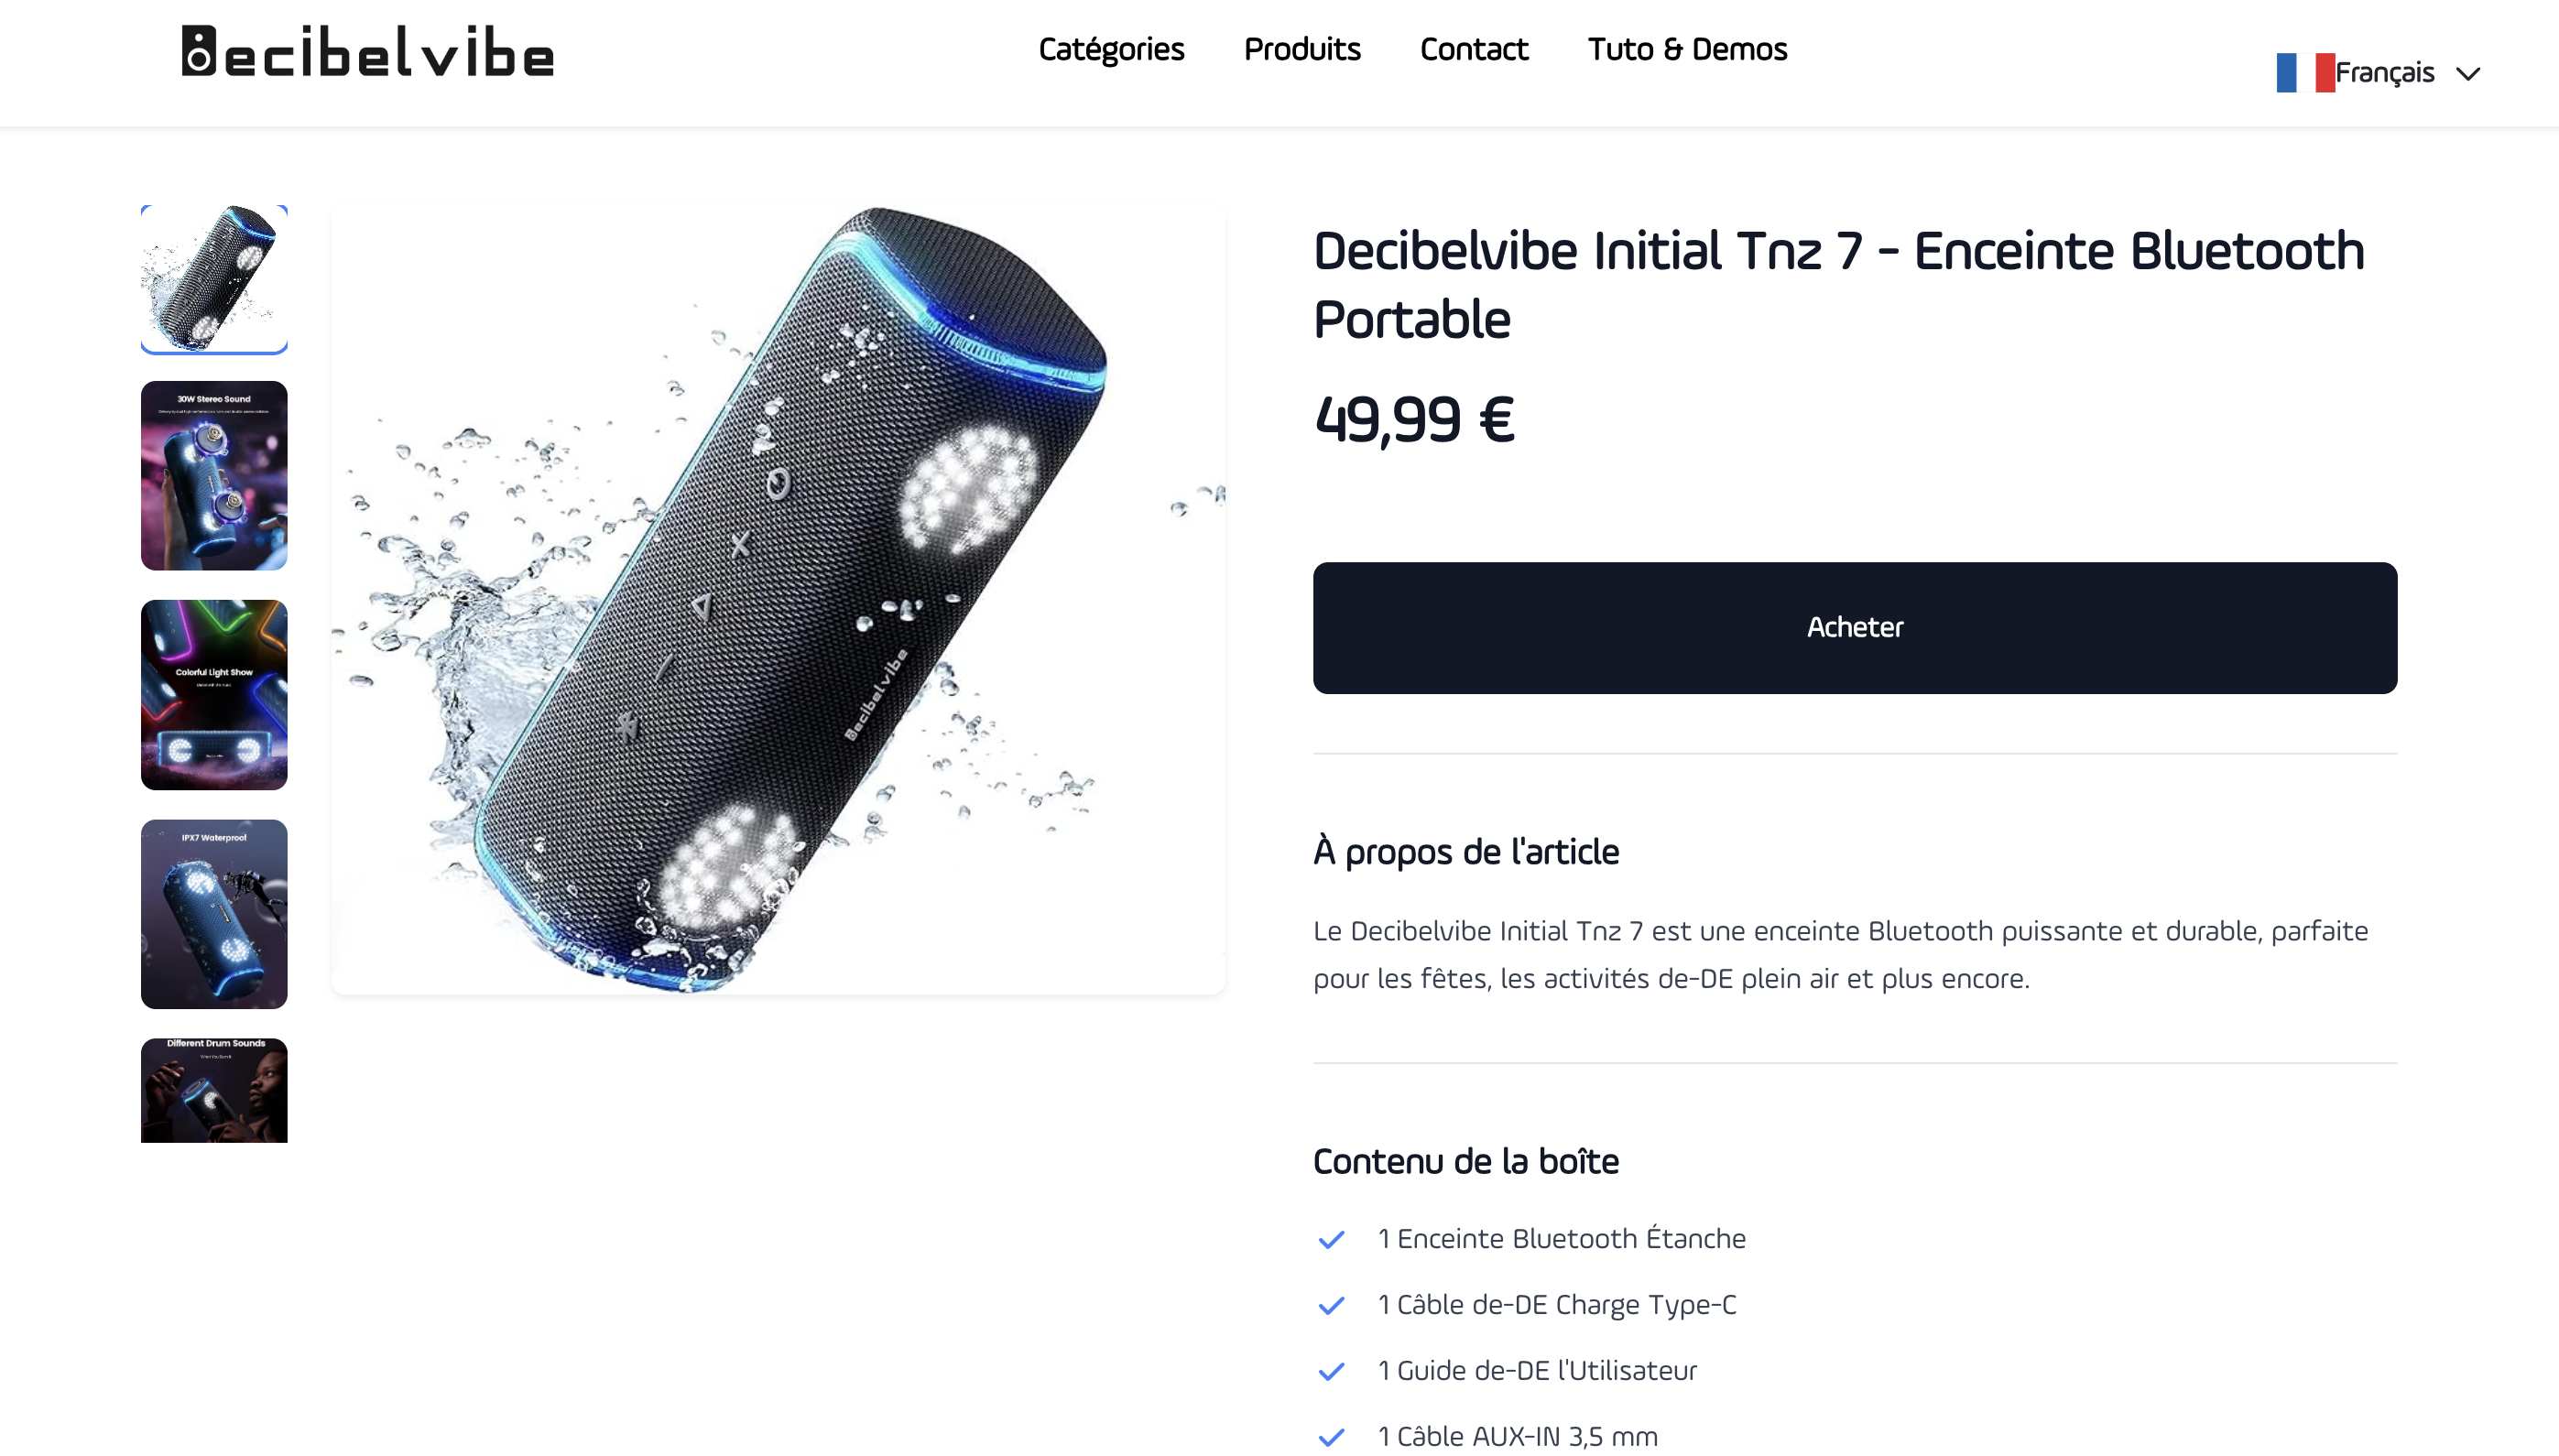 Decibelvibe
Catégories
Produits
Contact
Tuto & Demos
Français
30W Stereo Sound
Colorful Light Show
IPX7 Waterproof
Different Drum Sounds
Decibelvibe
Decibelvibe Initial Tnz 7 - Enceinte Bluetooth
Portable
49,99 €
Acheter
À propos de l'article
Le Decibelvibe Initial Tnz 7 est une enceinte Bluetooth puissante et durable, parfaite
pour les fêtes, les activités de-DE plein air et plus encore.
Contenu de la boîte
1 Enceinte Bluetooth Étanche
1 Câble de-DE Charge Type-C
1 Guide de-DE l'Utilisateur
1 Câble AUX-IN 3,5 mm